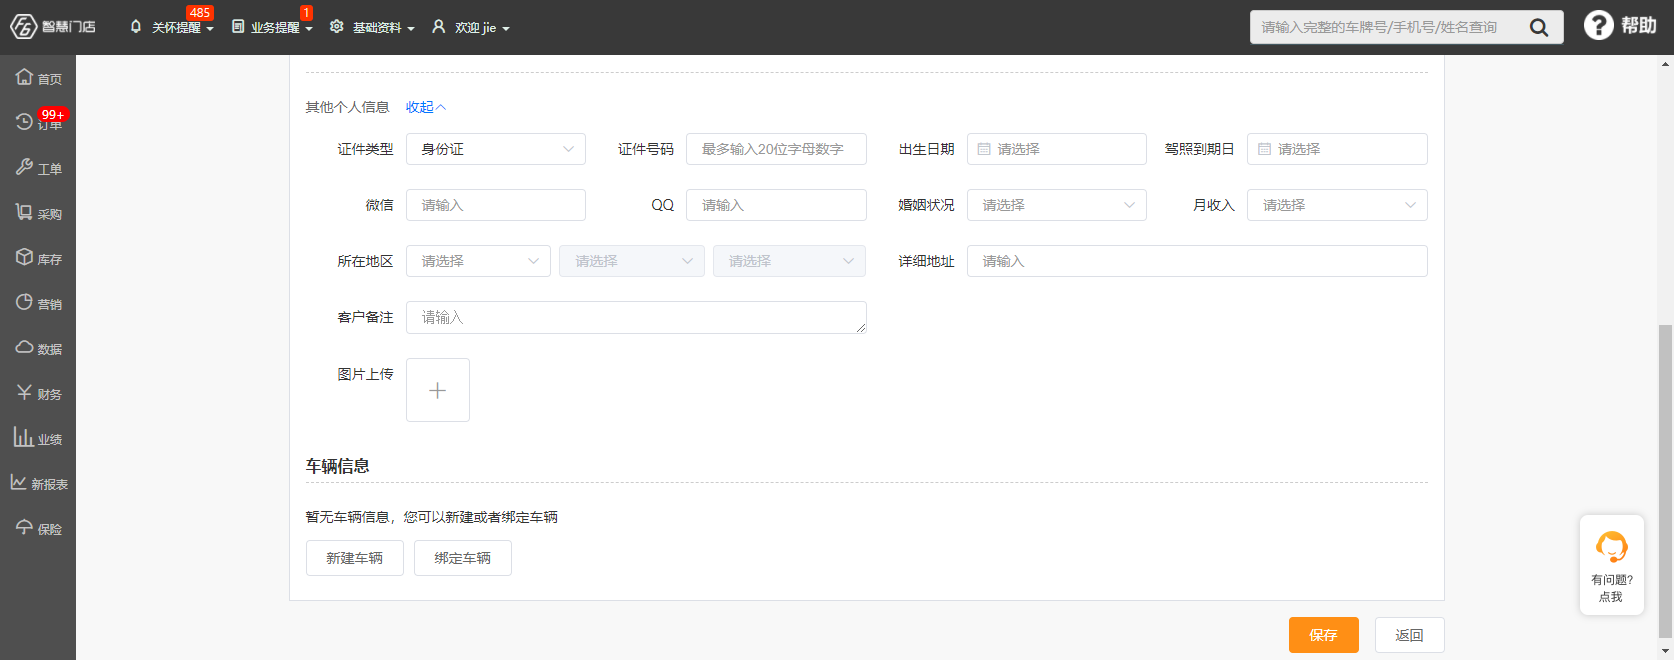 智慧门店
关怀提醒
485
业务提醒
1
基础资料
欢迎 jie
请输入完整的车牌号/手机号/姓名查询
帮助
首页
99+
订单
工单
采购
库存
营销
数据
财务
业绩
新报表
保险
其他个人信息 收起
证件类型 身份证 证件号码 最多输入20位字母数字 出生日期 请选择 驾照到期日 请选择
微信 请输入 QQ 请输入 婚姻状况 请选择 月收入 请选择
所在地区 请选择 请选择 请选择 详细地址 请输入
客户备注 请输入
图片上传
车辆信息
暂无车辆信息，您可以新建或者绑定车辆
新建车辆 绑定车辆
有问题?
点我
保存 返回